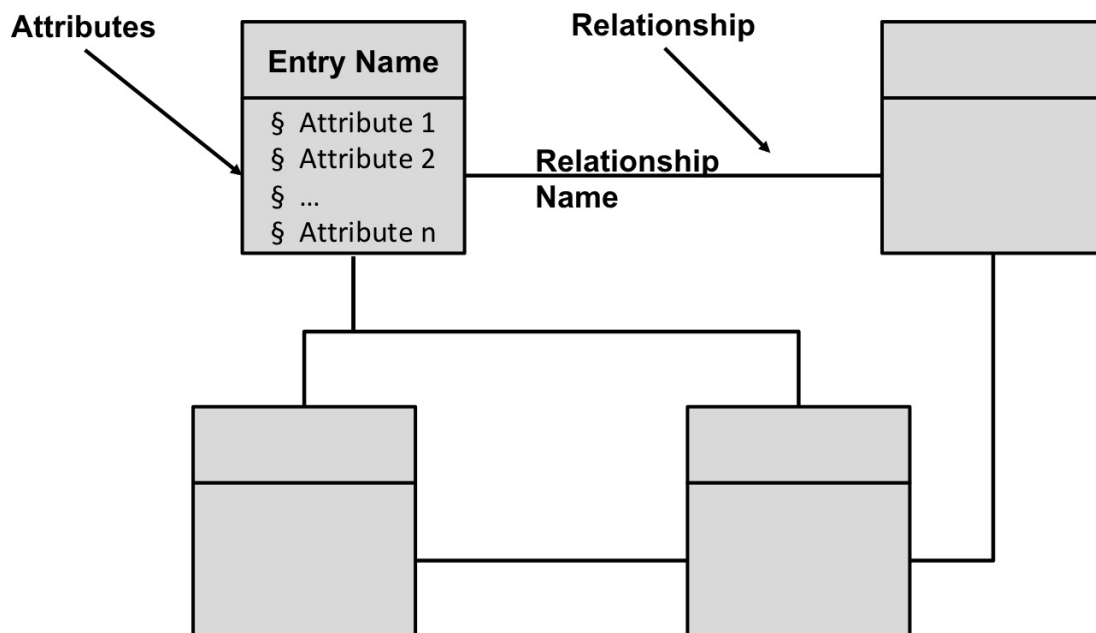 Attributes
Relationship
Entry Name
§ Attribute 1
§ Attribute 2
§ ...
§ Attribute n
Relationship
Name